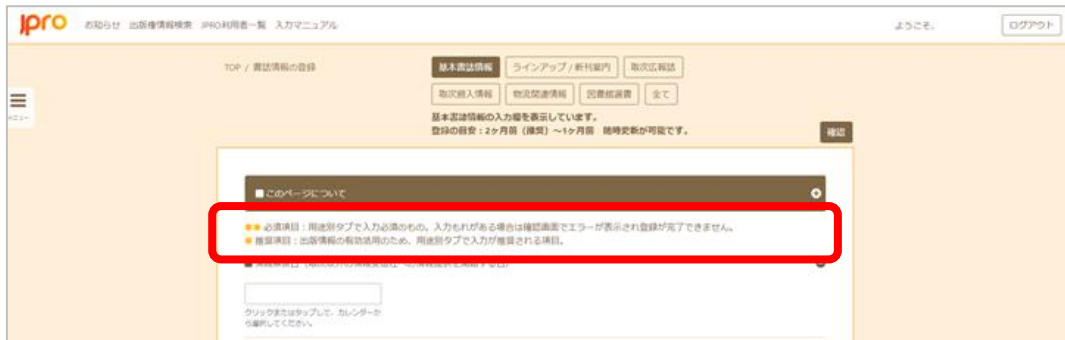 jpro お知らせ 出版権情報検索 JPRO利用者一覧 入力マニュアル ようこそ、 ログアウト
TOP / 書誌情報の登録
基本書誌情報 ラインアップ/新刊案内 取次広報誌
取次搬入情報 物流関連情報 図書館選書 全て
基本書誌情報の入力欄を表示しています。
登録の目安：2ヶ月前（推奨）～1ヶ月前 随時更新が可能です。
確認
■このページについて
必須項目：用途別タブで入力必須のもの。入力もれがある場合は確認画面でエラーが表示され登録が完了できません。
推奨項目：出版情報の有効活用のため、用途別タブで入力が推奨される項目。
クリックまたはタップして、カレンダーか
ら選択してください。